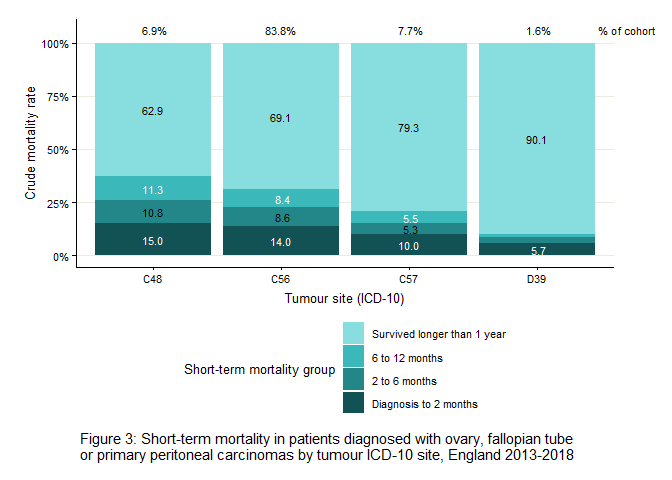 6.9% 83.8% 7.7% 1.6% % of cohort
100%
75%
50%
25%
0%
Crude mortality rate
62.9 69.1 79.3 90.1
11.3 8.4 5.5
10.8 8.6 5.3
15.0 14.0 10.0 5.7
C48 C56 C57 D39
Tumour site (ICD-10)
Short-term mortality group
Survived longer than 1 year
6 to 12 months
2 to 6 months
Diagnosis to 2 months
Figure 3: Short-term mortality in patients diagnosed with ovary, fallopian tube
or primary peritoneal carcinomas by tumour ICD-10 site, England 2013-2018